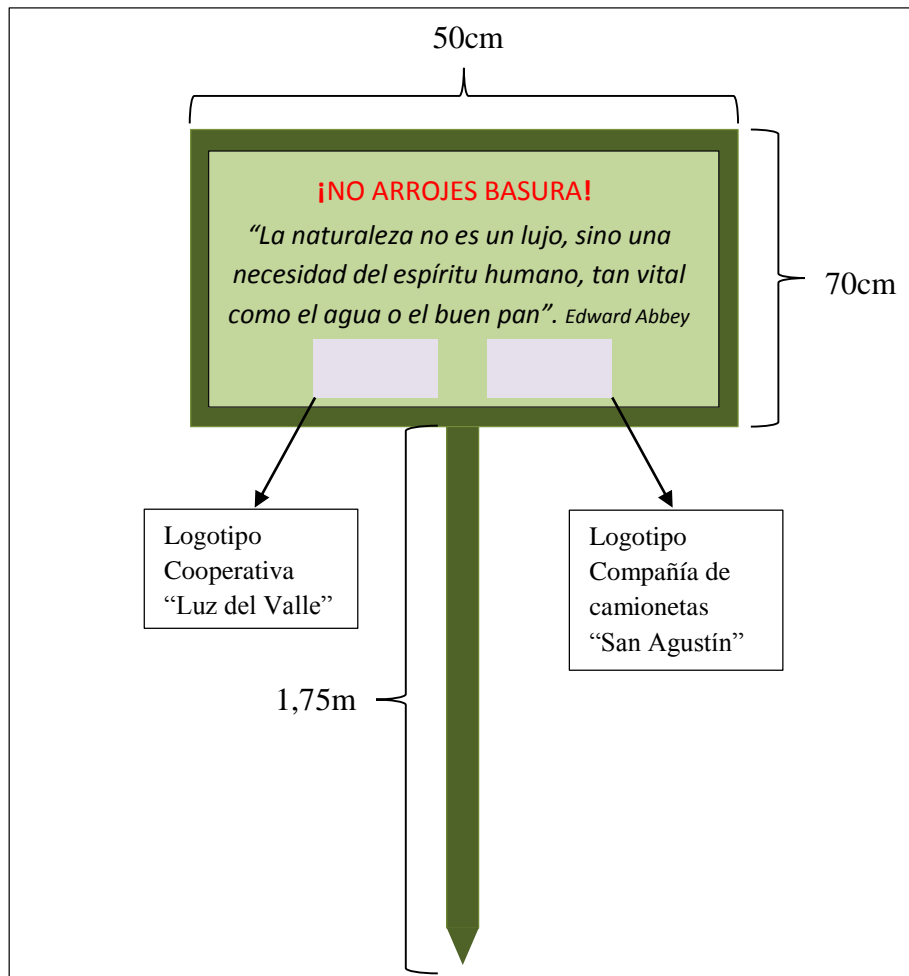 50cm
¡NO ARROJES BASURA!
“La naturaleza no es un lujo, sino una
necesidad del espíritu humano, tan vital
como el agua o el buen pan”. Edward Abbey
70cm
Logotipo
Cooperativa
“Luz del Valle”
Logotipo
Compañía de
camionetas
“San Agustín”
1,75m